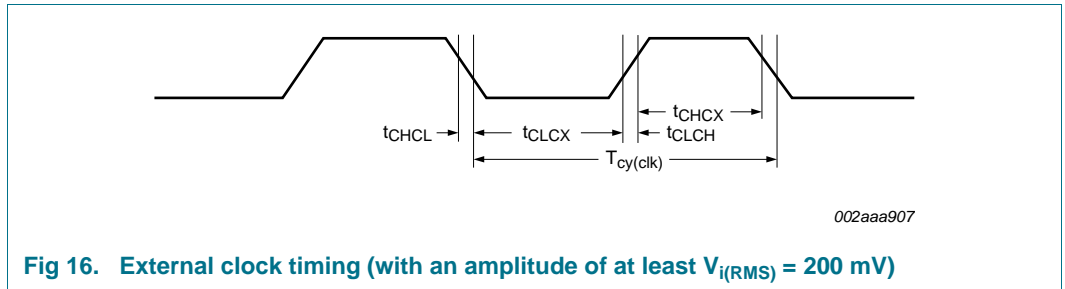 tCHCX
tCHCL
tCLCX
tCLCH
Tcy(clk)
002aaa907
Fig 16. External clock timing (with an amplitude of at least Vi(RMS) = 200 mV)